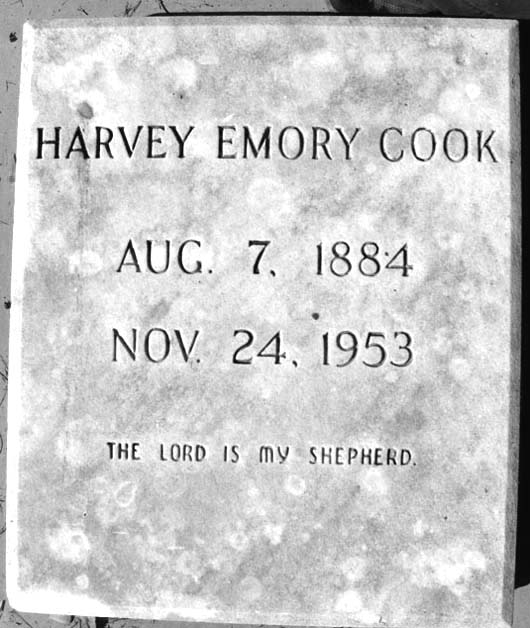 HARVEY EMORY COOK
AUG. 7, 1884
NOV. 24, 1953
THE LORD IS MY SHEPHERD.